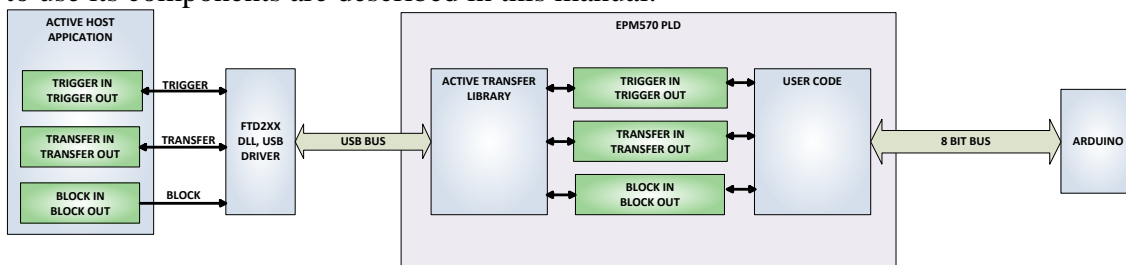 to use its components are described in this manual.
ACTIVE HOST
APPICATION
TRIGGER IN
TRIGGER OUT
TRIGGER
TRANSFER IN
TRANSFER OUT
TRANSFER
BLOCK IN
BLOCK OUT
BLOCK
FTD2XX
DLL, USB
DRIVER
USB BUS
EPM570 PLD
ACTIVE TRANSFER
LIBRARY
TRIGGER IN
TRIGGER OUT
TRANSFER IN
TRANSFER OUT
BLOCK IN
BLOCK OUT
USER CODE
8 BIT BUS
ARDUINO